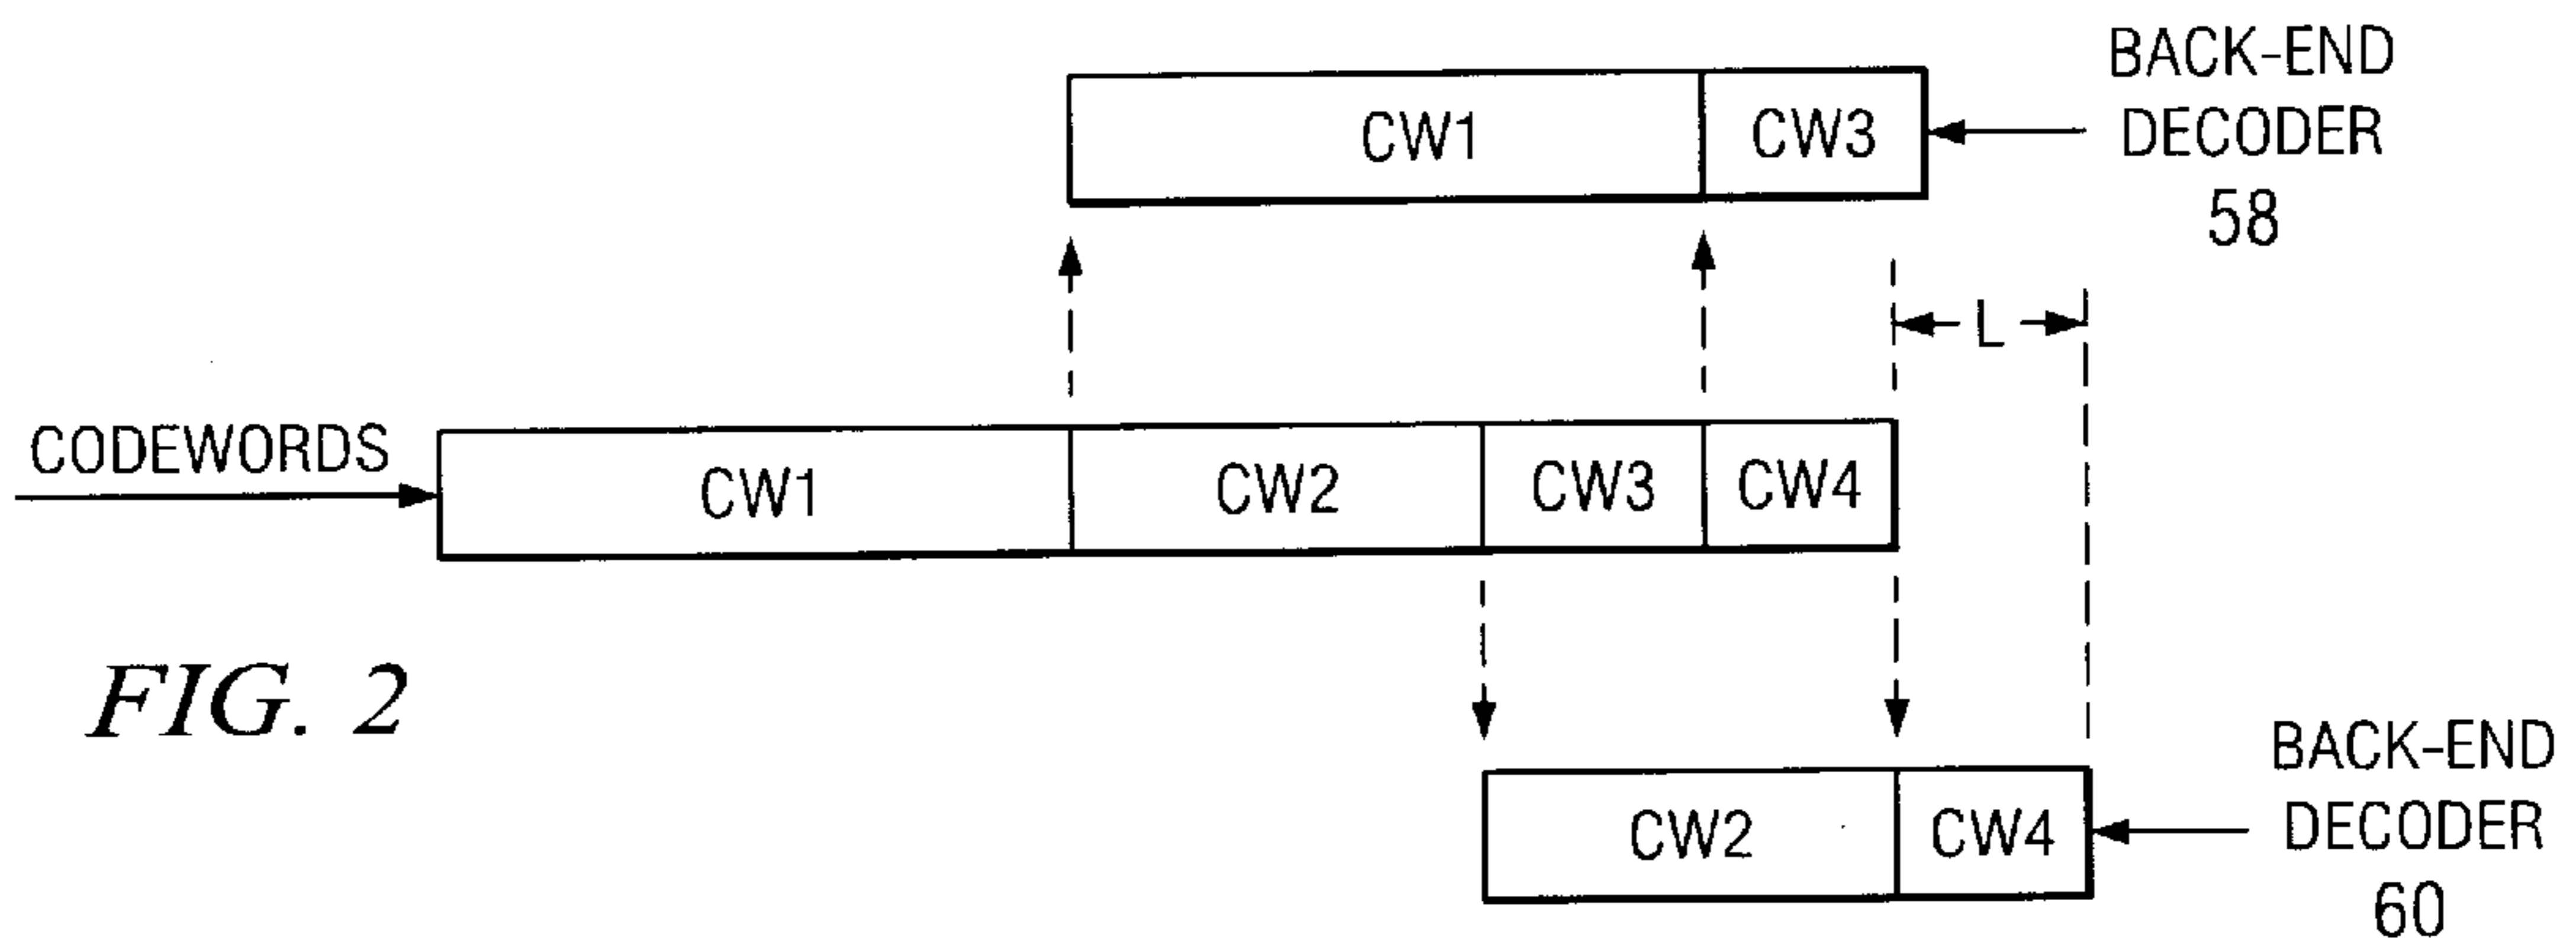 CW1 CW3
BACK-END
DECODER
58
L
CODEWORDS
CW1 CW2 CW3 CW4
FIG. 2
CW2 CW4
BACK-END
DECODER
60